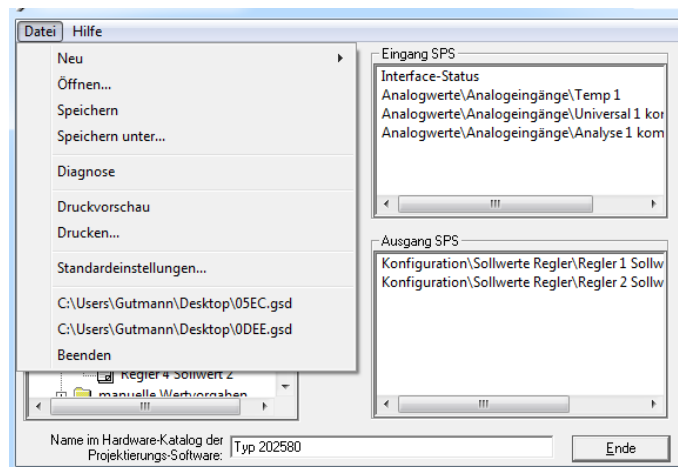 Datei Hilfe
Neu
Öffnen...
Speichern
Speichern unter...
Diagnose
Druckvorschau
Drucken...
Standardeinstellungen...
C:\Users\Gutmann\Desktop\05EC.gsd
C:\Users\Gutmann\Desktop\0DEE.gsd
Beenden
Regler 4 Sollwert 2
manuelle Wertvorgaben
Eingang SPS
Interface-Status
Analogwerte\Analogeingänge\Temp 1
Analogwerte\Analogeingänge\Universal 1 kor
Analogwerte\Analogeingänge\Analyse 1 kom
Ausgang SPS
Konfiguration\Sollwerte Regler\Regler 1 Sollw
Konfiguration\Sollwerte Regler\Regler 2 Sollw
Name im Hardware-Katalog der
Projektierungs-Software:
Typ 202580
Ende